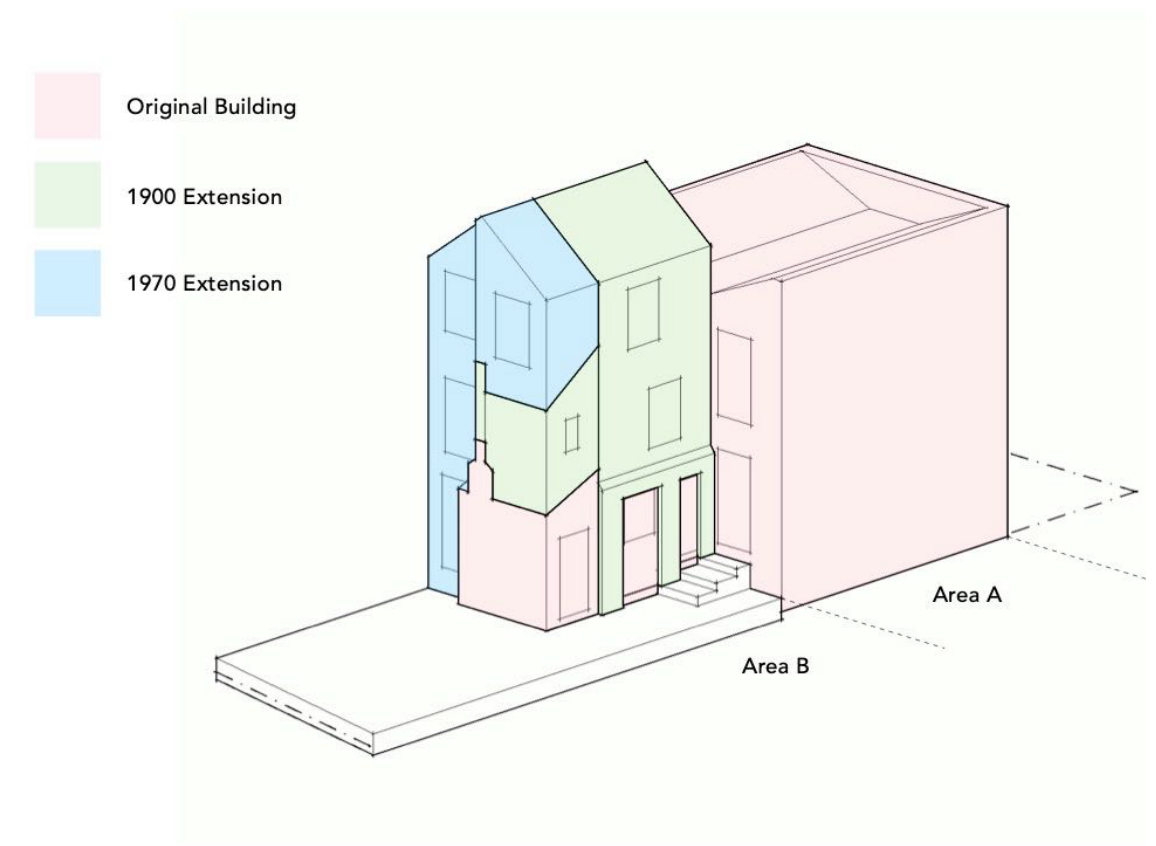 Original Building
1900 Extension
1970 Extension
Area A
Area B